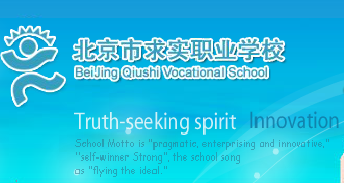 北京市求实职业学校
BeiJing Qiushi Vocational School
Truth-seeking spirit Innovation
School Motto is "pragmatic, enterprising and innovative,"
"self-winner Strong", the school song
as "flying the ideal."